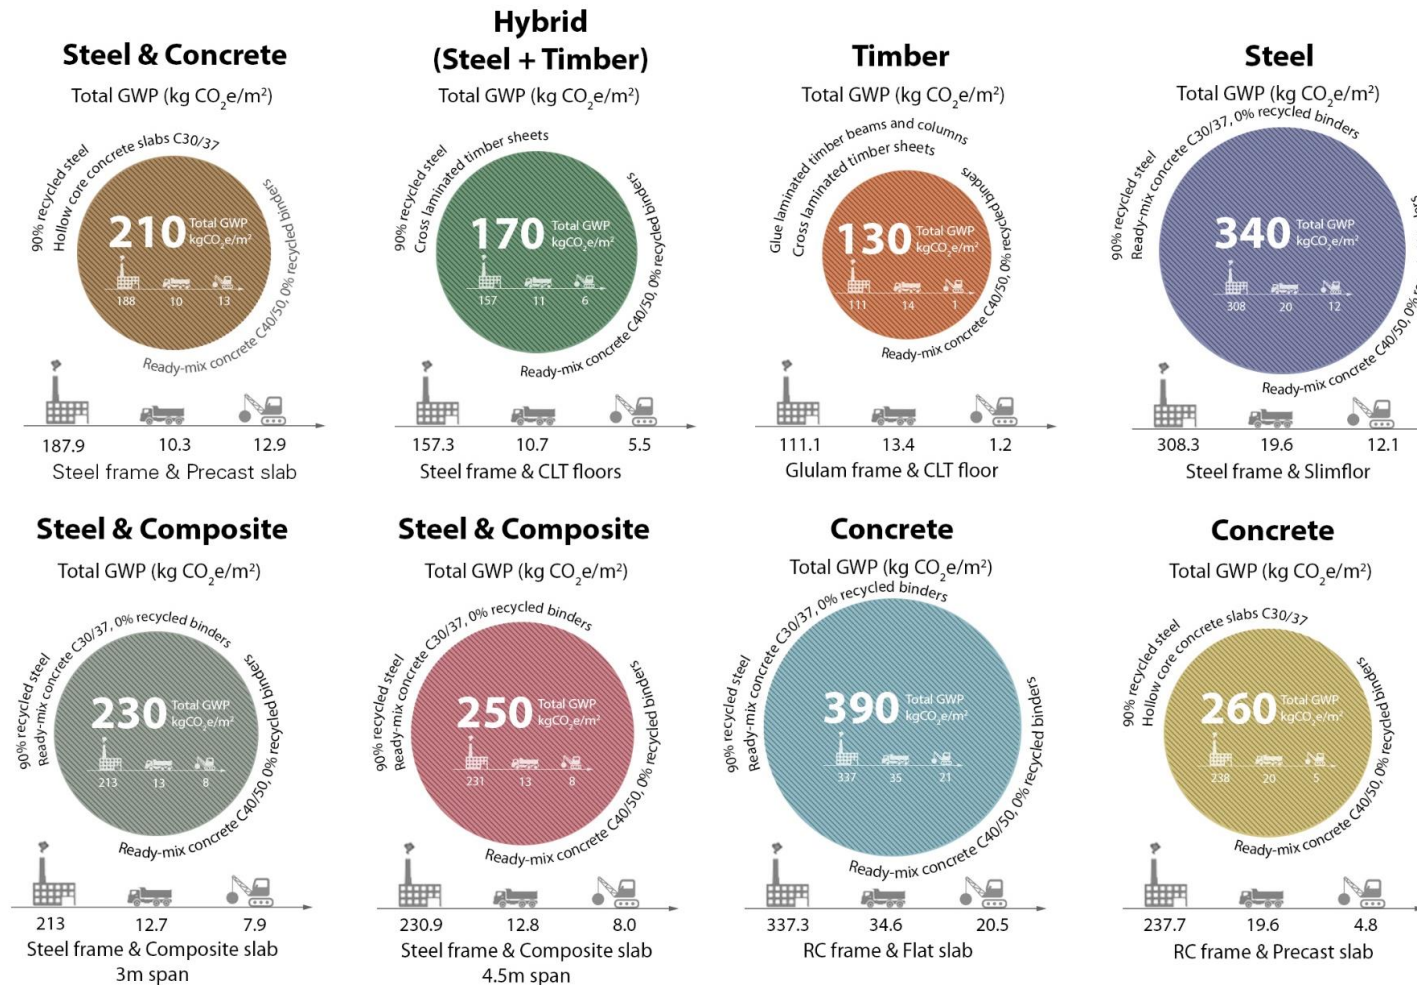 Steel & Concrete
Total GWP (kg CO₂e/m²)
90% recycled steel
Hollow core concrete slabs C30/37
Ready-mix concrete C40/50, 0% recycled binders
210 Total GWP
kgCO₂e/m²
188 10 13
187.9 10.3 12.9
Steel frame & Precast slab
Hybrid
(Steel + Timber)
Total GWP (kg CO₂e/m²)
90% recycled steel
Cross laminated timber sheets
Ready-mix concrete C40/50, 0% recycled binders
170 Total GWP
kgCO₂e/m²
157 11 6
157.3 10.7 5.5
Steel frame & CLT floors
Timber
Total GWP (kg CO₂e/m²)
Glue laminated timber beams and columns
Cross laminated timber sheets
Ready-mix concrete C40/50, 0% recycled binders
130 Total GWP
kgCO₂e/m²
111 14 1
111.1 13.4 1.2
Glulam frame & CLT floor
Steel
Total GWP (kg CO₂e/m²)
90% recycled steel
Ready-mix concrete C30/37, 0% recycled binders
Ready-mix concrete C40/50, 0%
340 Total GWP
kgCO₂e/m²
308 20 12
308.3 19.6 12.1
Steel frame & Slimflor
Steel & Composite
Total GWP (kg CO₂e/m²)
90% recycled steel
Ready-mix concrete C30/37, 0% recycled binders
Ready-mix concrete C40/50, 0% recycled binders
230 Total GWP
kgCO₂e/m²
213 13 8
213 12.7 7.9
Steel frame & Composite slab
3m span
Steel & Composite
Total GWP (kg CO₂e/m²)
90% recycled steel
Ready-mix concrete C30/37, 0% recycled binders
Ready-mix concrete C40/50, 0% recycled binders
250 Total GWP
kgCO₂e/m²
231 13 8
230.9 12.8 8.0
Steel frame & Composite slab
4.5m span
Concrete
Total GWP (kg CO₂e/m²)
90% recycled steel
Ready-mix concrete C30/37, 0% recycled binders
Ready-mix concrete C40/50, 0% recycled binders
390 Total GWP
kgCO₂e/m²
337 35 21
337.3 34.6 20.5
RC frame & Flat slab
Concrete
Total GWP (kg CO₂e/m²)
90% recycled steel
Hollow core concrete slabs C30/37
Ready-mix concrete C40/50, 0% recycled binders
260 Total GWP
kgCO₂e/m²
238 20 5
237.7 19.6 4.8
RC frame & Precast slab